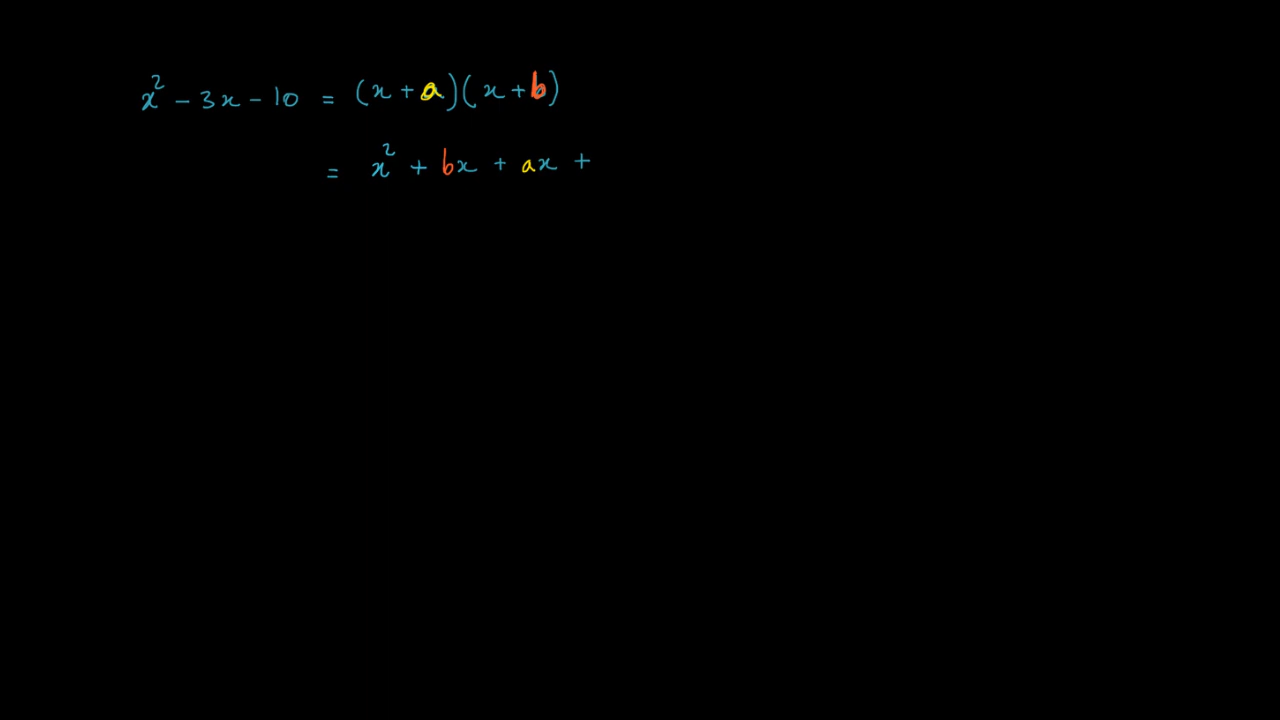 x² - 3x - 10 = (x + a)(x + b)
= x² + bx + ax +